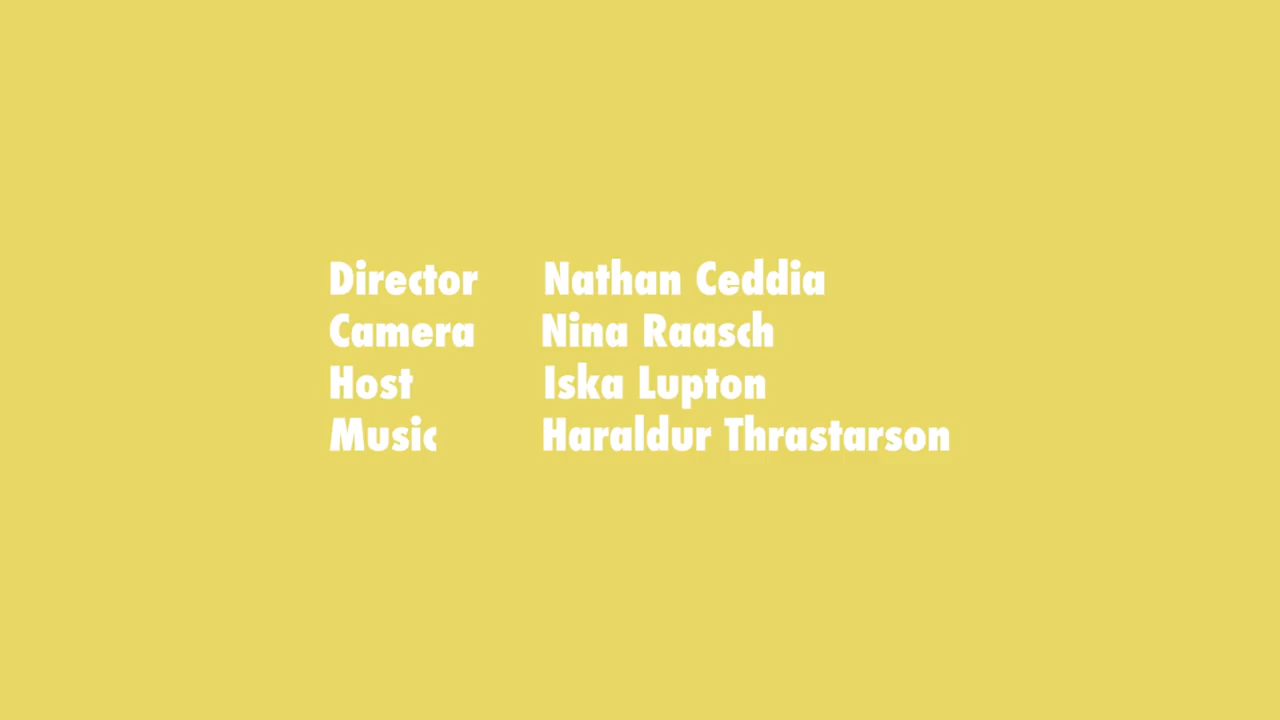 Director Nathan Ceddia
Camera Nina Raasch
Host Iska Lupton
Music Haraldur Thrastarson